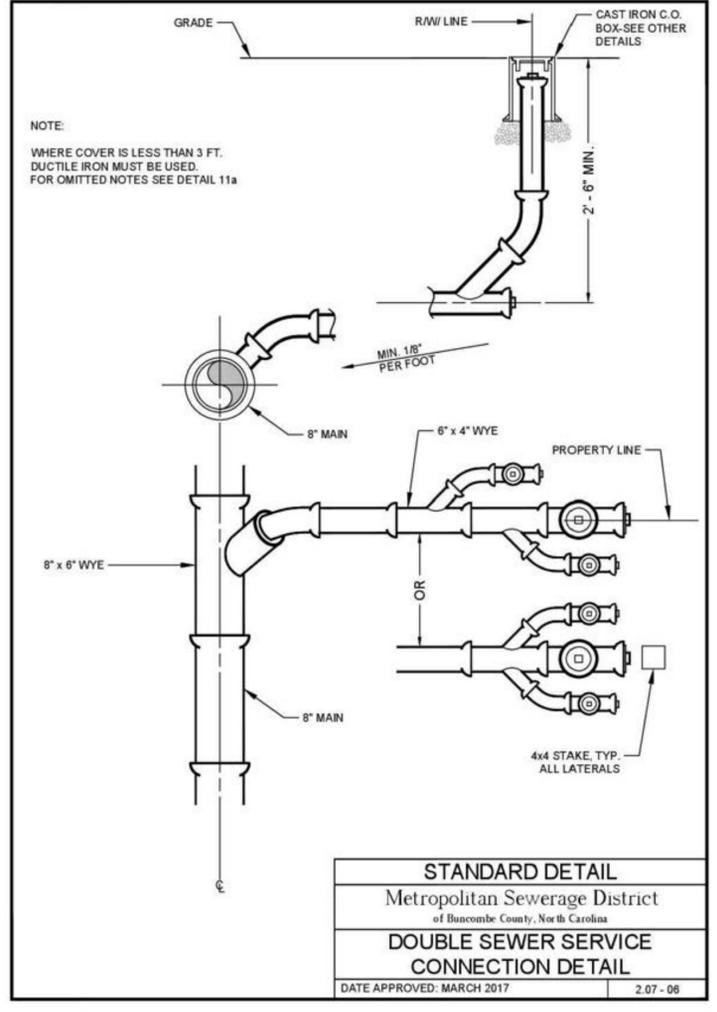 GRADE
R/W/ LINE
CAST IRON C.O.
BOX-SEE OTHER
DETAILS
NOTE:
WHERE COVER IS LESS THAN 3 FT.
DUCTILE IRON MUST BE USED.
FOR OMITTED NOTES SEE DETAIL 11a
2' - 6" MIN.
MIN. 1/8"
PER FOOT
8" MAIN
6" x 4" WYE
PROPERTY LINE
8" x 6" WYE
OR
8" MAIN
4x4 STAKE, TYP.
ALL LATERALS
℄
STANDARD DETAIL
Metropolitan Sewerage District
of Buncombe County, North Carolina
DOUBLE SEWER SERVICE
CONNECTION DETAIL
DATE APPROVED: MARCH 2017
2.07 - 06